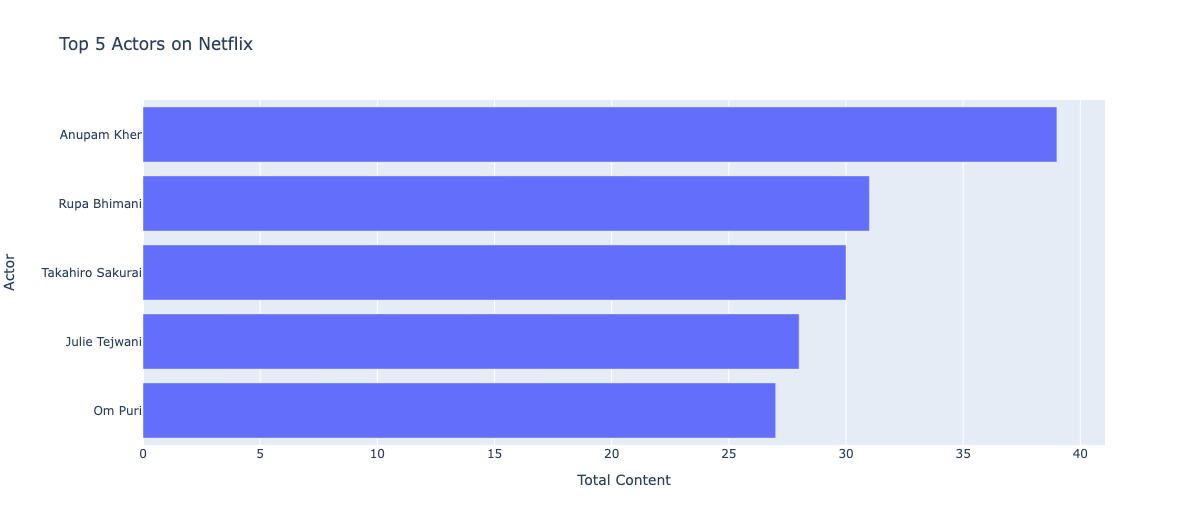 Top 5 Actors on Netflix
Actor
Anupam Kher
Rupa Bhimani
Takahiro Sakurai
Julie Tejwani
Om Puri
0 5 10 15 20 25 30 35 40
Total Content